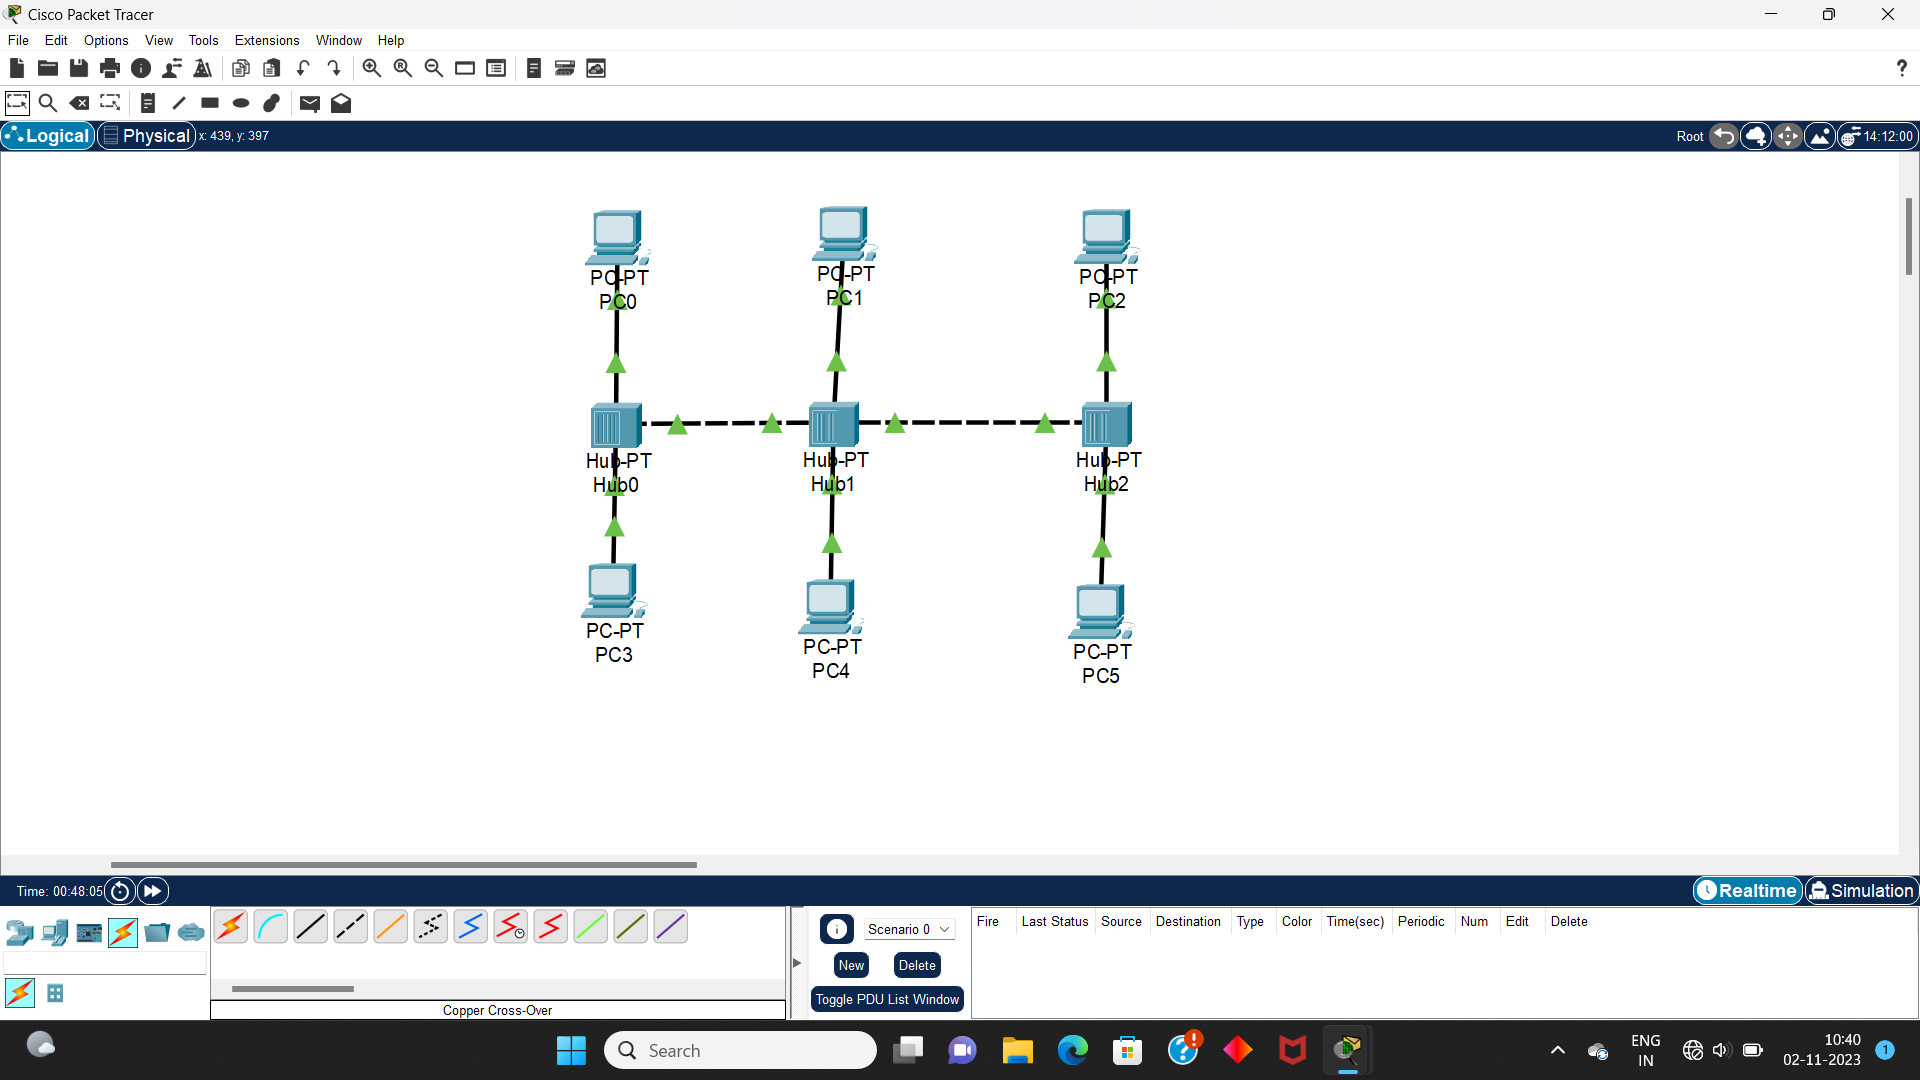 Cisco Packet Tracer
File Edit Options View Tools Extensions Window Help
?
Logical Physical x: 439, y: 397
Root 14:12:00
PC-PT
PC0
PC-PT
PC1
PC-PT
PC2
Hub-PT
Hub0
Hub-PT
Hub1
Hub-PT
Hub2
PC-PT
PC3
PC-PT
PC4
PC-PT
PC5
Time: 00:48:05
Realtime Simulation
Scenario 0
New Delete
Toggle PDU List Window
Fire Last Status Source Destination Type Color Time(sec) Periodic Num Edit Delete
Copper Cross-Over
Search
ENG
IN
10:40
02-11-2023
1